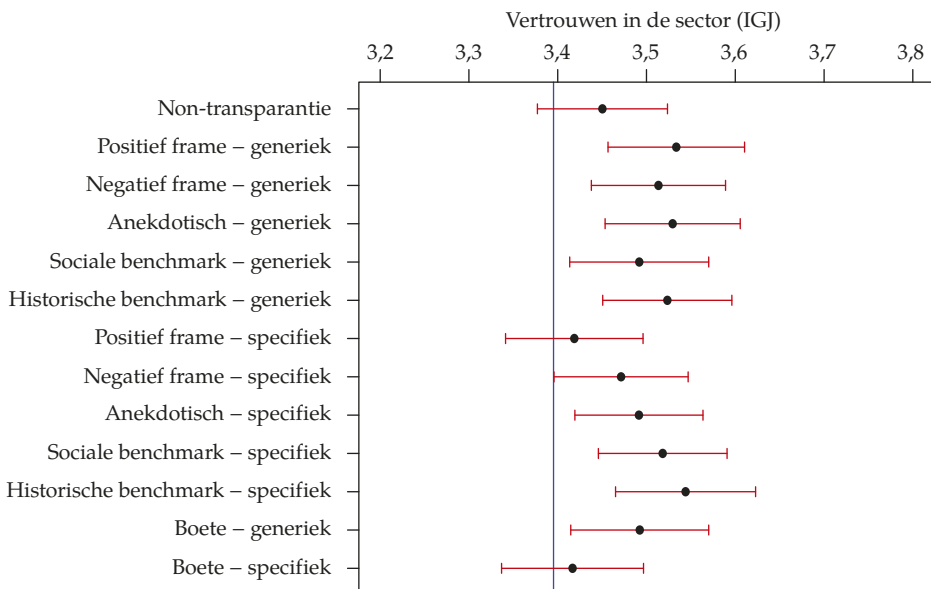 Vertrouwen in de sector (IGJ)
3,2 3,3 3,4 3,5 3,6 3,7 3,8
Non-transparantie
Positief frame – generiek
Negatief frame – generiek
Anekdotisch – generiek
Sociale benchmark – generiek
Historische benchmark – generiek
Positief frame – specifiek
Negatief frame – specifiek
Anekdotisch – specifiek
Sociale benchmark – specifiek
Historische benchmark – specifiek
Boete – generiek
Boete – specifiek